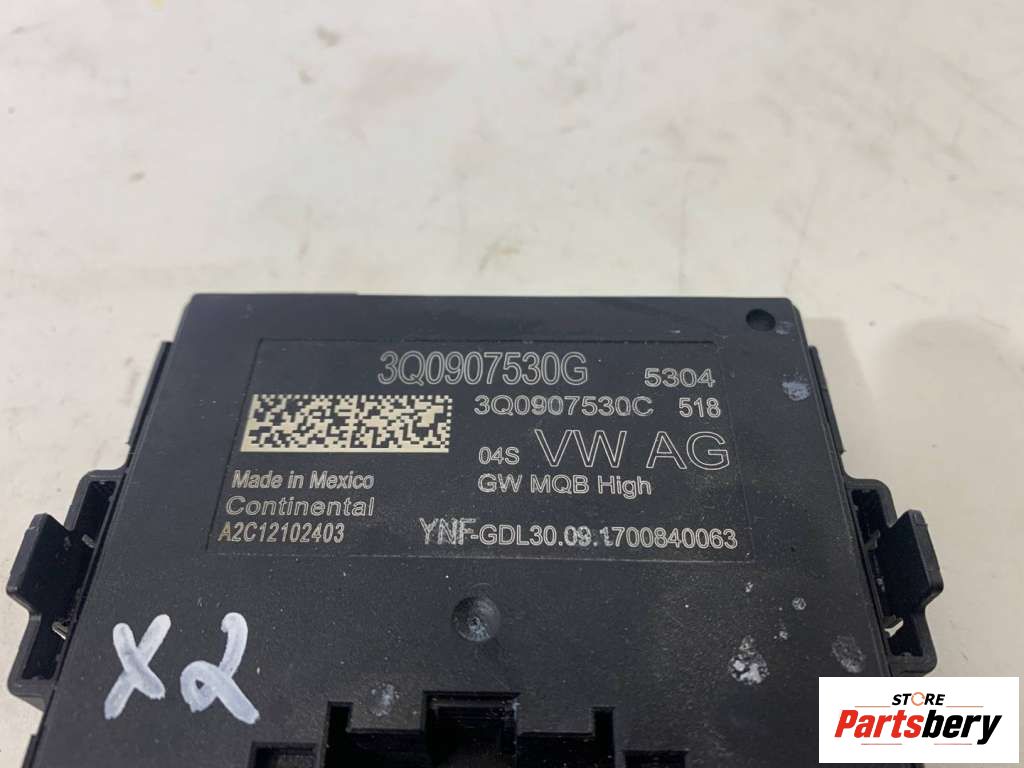 3Q0907530G 5304
3Q0907530C 518
04S VW AG
Made in Mexico GW MQB High
Continental
A2C12102403 YNF-GDL30.09.1700840063
X2
STORE
Partsbery